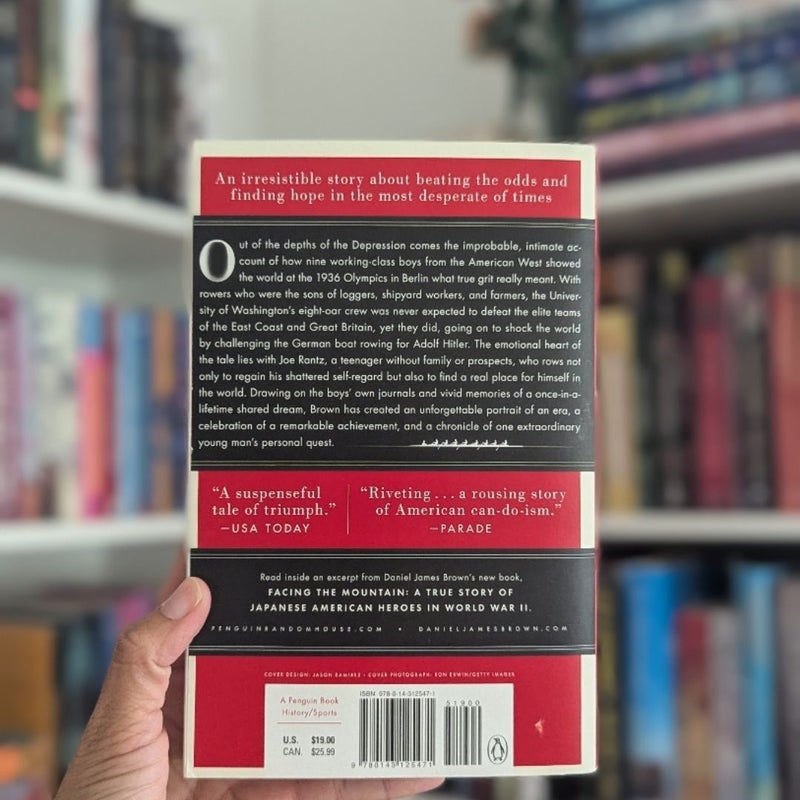 An irresistible story about beating the odds and
finding hope in the most desperate of times
Out of the depths of the Depression comes the improbable, intimate ac-
count of how nine working-class boys from the American West showed
the world at the 1936 Olympics in Berlin what true grit really meant. With
rowers who were the sons of loggers, shipyard workers, and farmers, the Univer-
sity of Washington's eight-oar crew was never expected to defeat the elite teams
of the East Coast and Great Britain, yet they did, going on to shock the world
by challenging the German boat rowing for Adolf Hitler. The emotional heart of
the tale lies with Joe Rantz, a teenager without family or prospects, who rows not
only to regain his shattered self-regard but also to find a real place for himself in
the world. Drawing on the boys' own journals and vivid memories of a once-in-a-
lifetime shared dream, Brown has created an unforgettable portrait of an era, a
celebration of a remarkable achievement, and a chronicle of one extraordinary
young man's personal quest.
"A suspenseful
tale of triumph."
—USA TODAY
"Riveting . . . a rousing story
of American can-do-ism."
—PARADE
Read inside an excerpt from Daniel James Brown's new book,
FACING THE MOUNTAIN: A TRUE STORY OF
JAPANESE AMERICAN HEROES IN WORLD WAR II.
PENGUINRANDOMHOUSE.COM • DANIELJAMESBROWN.COM
COVER DESIGN: JASON RAMIREZ • COVER PHOTOGRAPH: RON ERWIN/GETTY IMAGES
A Penguin Book
History/Sports
U.S. $19.00
CAN. $25.99
ISBN 978-0-14-312547-1
51900
9 780143 125471